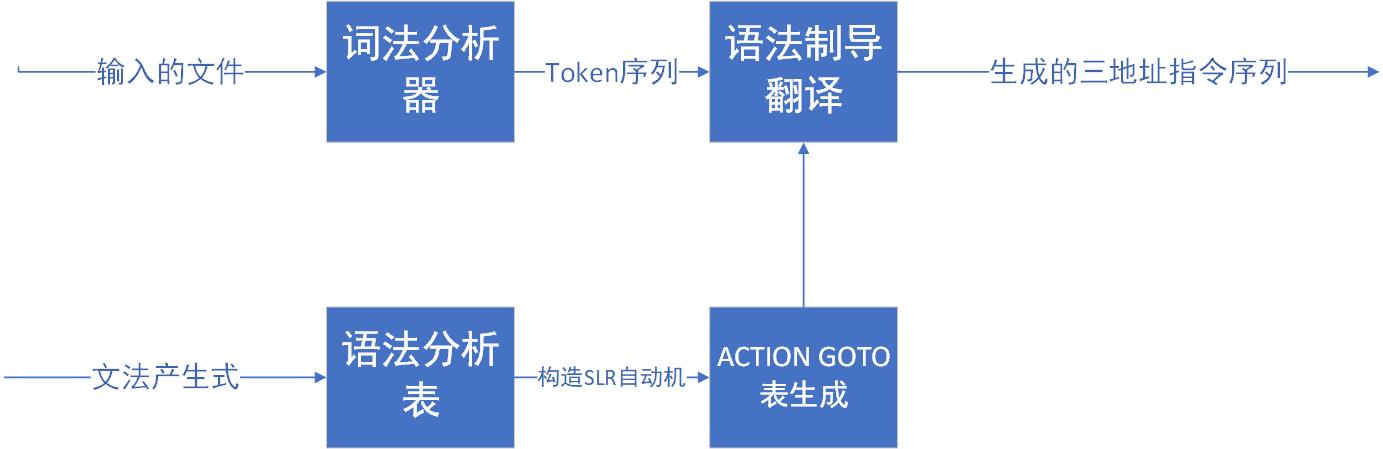 输入的文件
词法分析
器
Token序列
语法制导
翻译
生成的三地址指令序列
文法产生式
语法分析
表
构造SLR自动机
ACTION GOTO
表生成